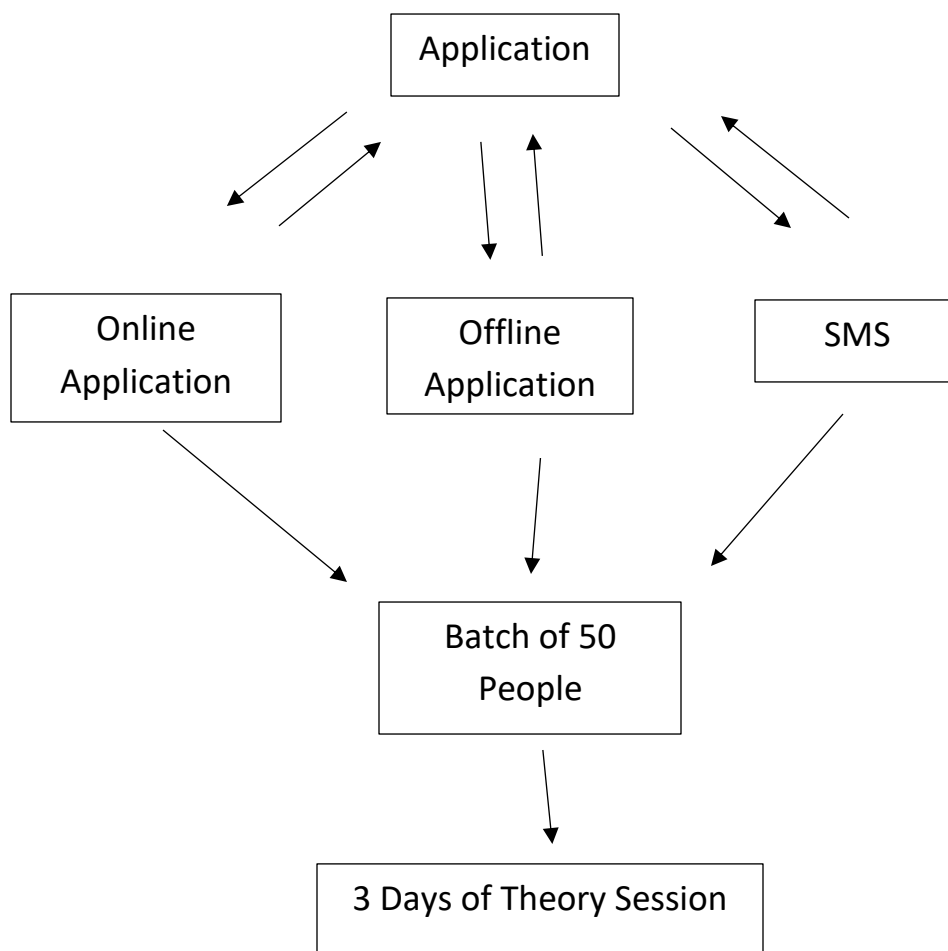 Application
Online
Application
Offline
Application
SMS
Batch of 50
People
3 Days of Theory Session